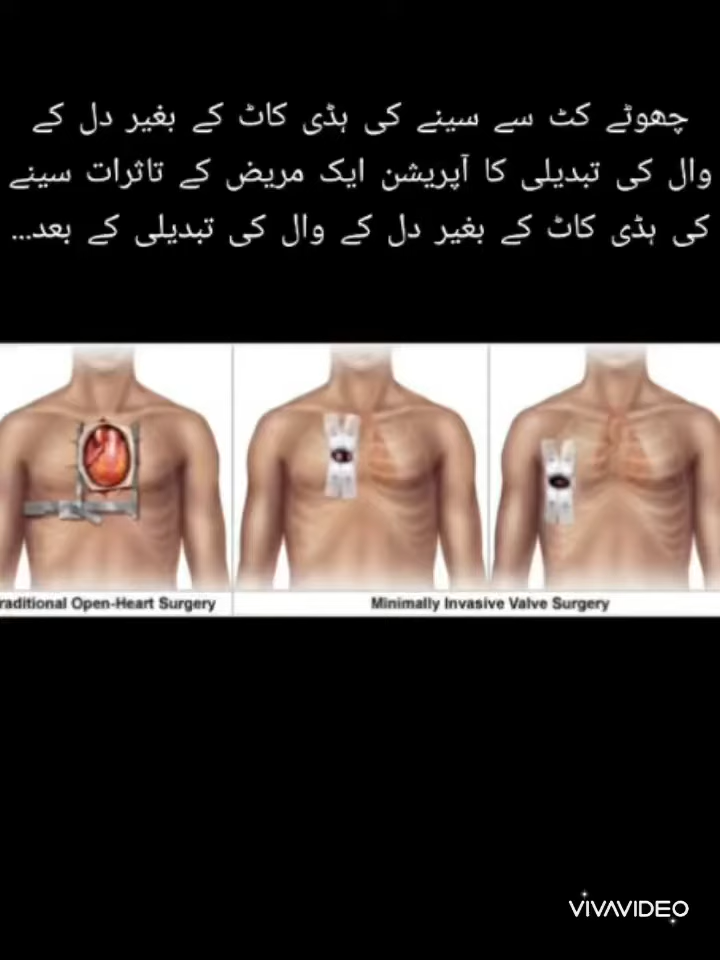 چھوٹے کٹ سے سینے کی ہڈی کاٹ کے بغیر دل کے
وال کی تبدیلی کا آپریشن ایک مریض کے تاثرات سینے
کی ہڈی کاٹ کے بغیر دل کے وال کی تبدیلی کے بعد...
raditional Open-Heart Surgery
Minimally Invasive Valve Surgery
VIVAVIDEO